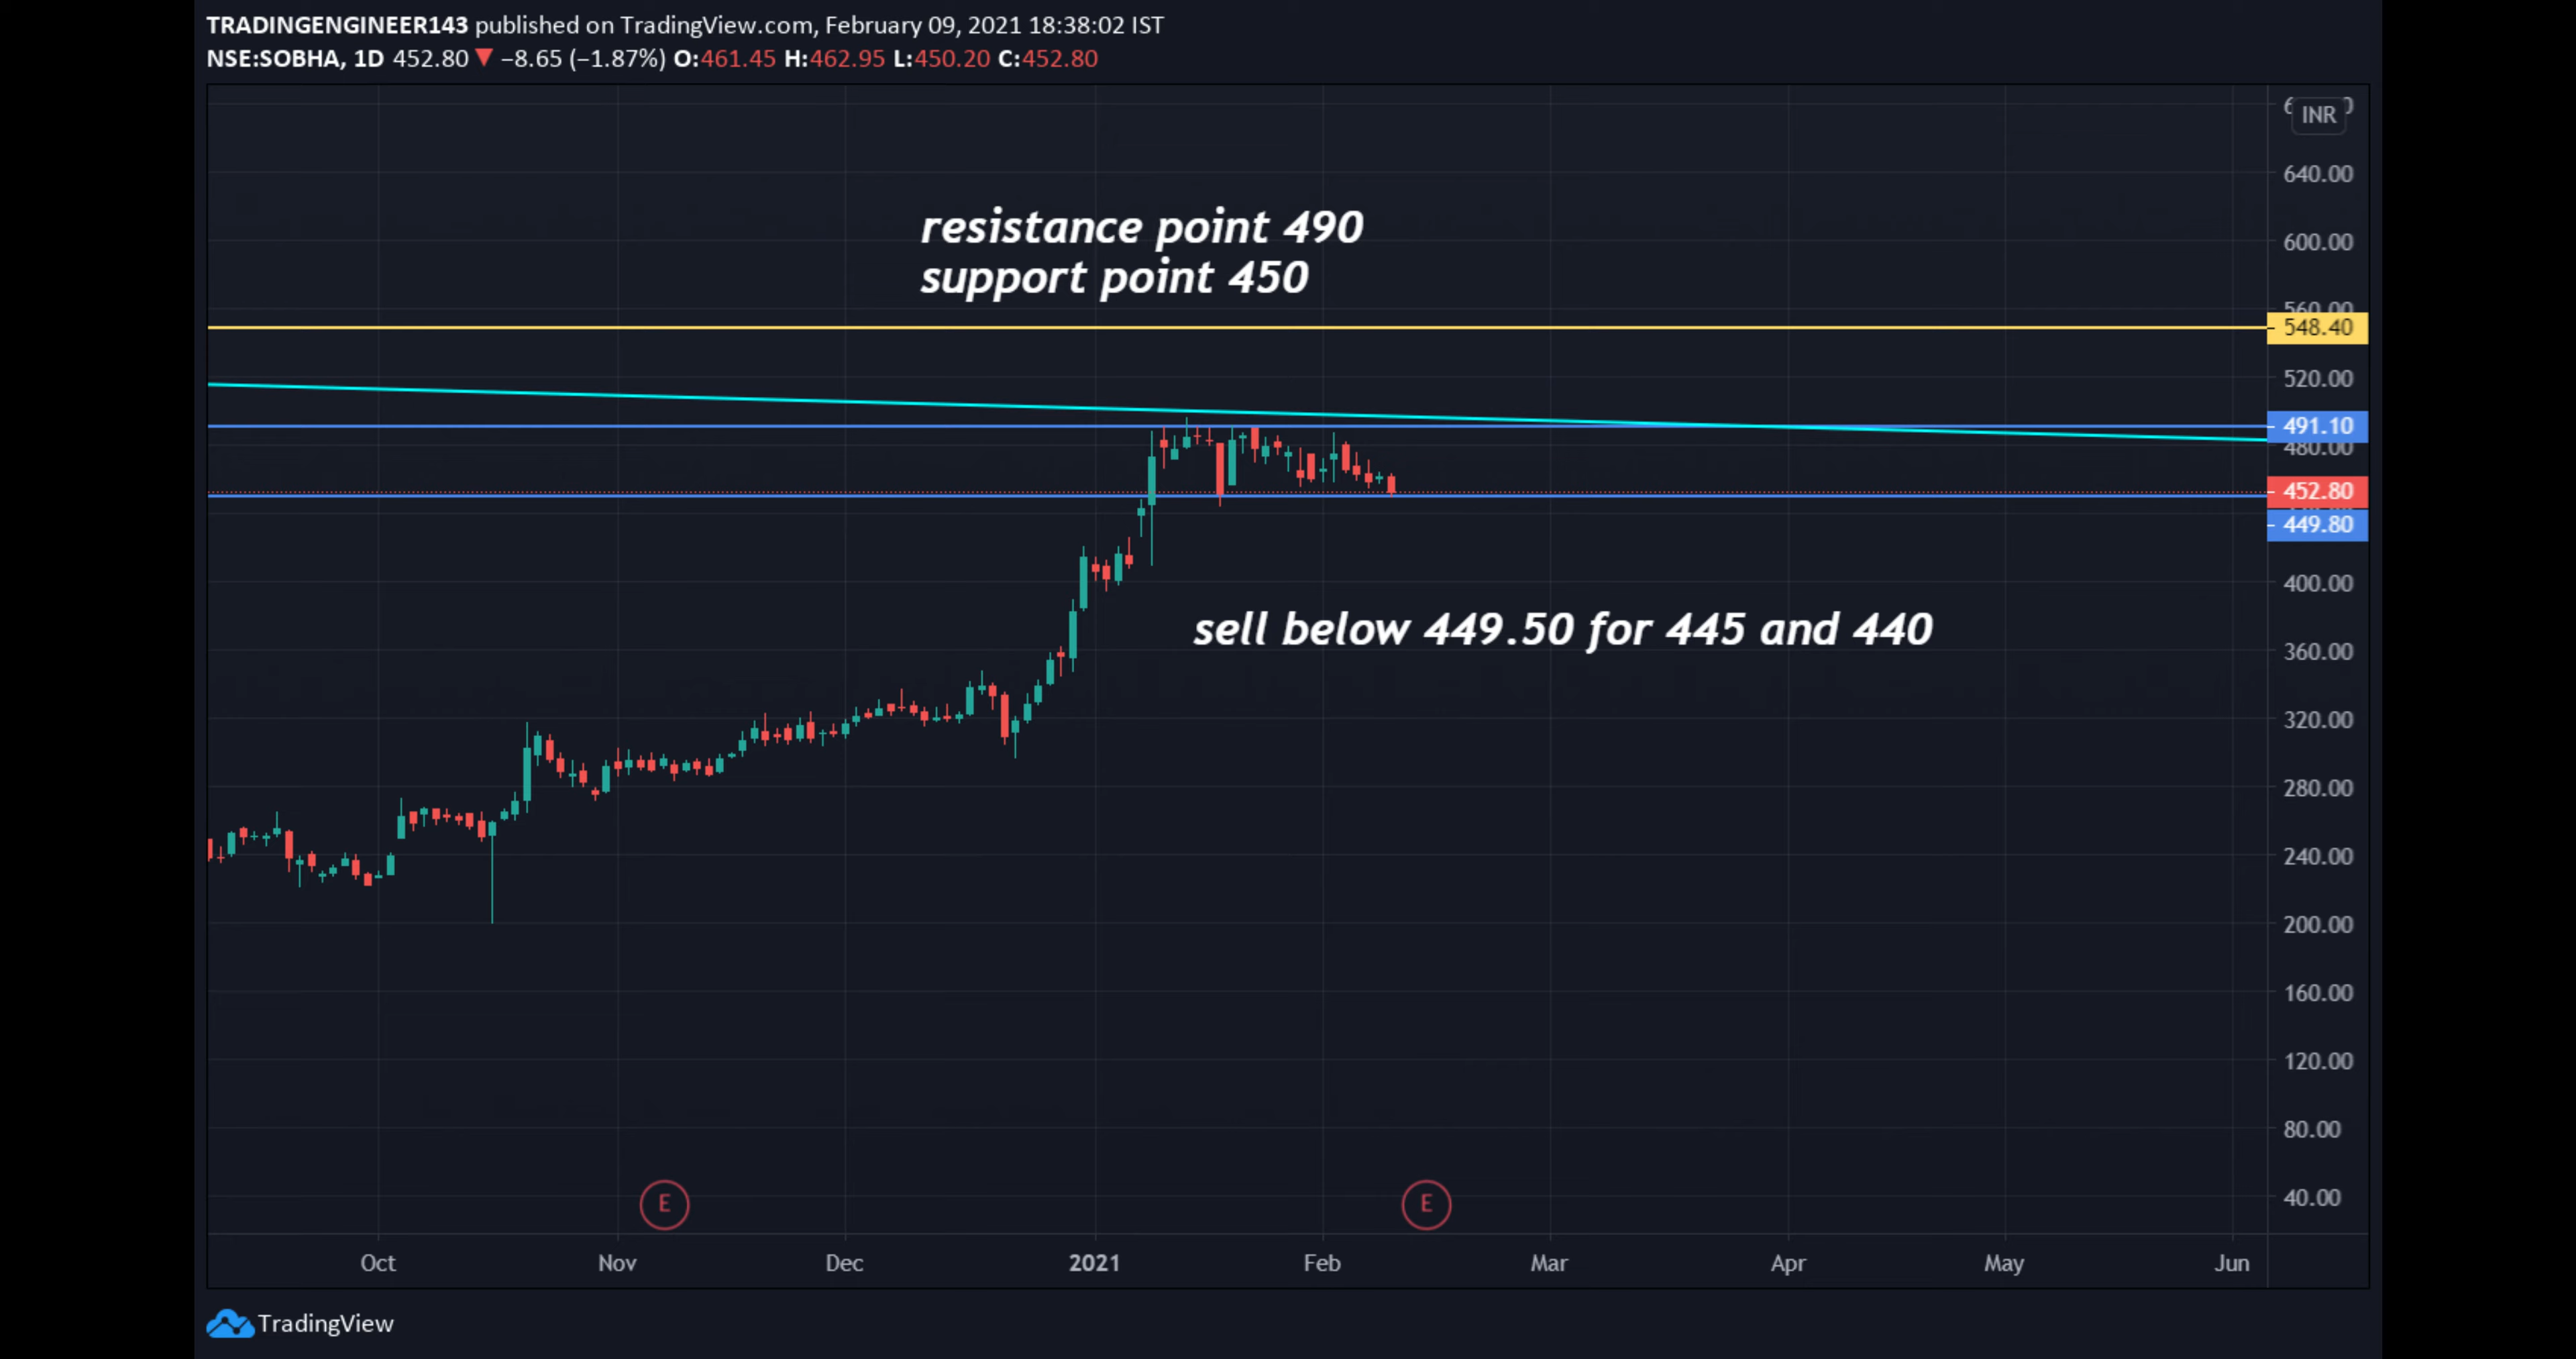 TRADINGENGINEER143 published on TradingView.com, February 09, 2021 18:38:02 IST
NSE:SOBHA, 1D 452.80 ▼ −8.65 (−1.87%) O:461.45 H:462.95 L:450.20 C:452.80
INR
640.00
resistance point 490
600.00
support point 450
560.00
548.40
520.00
491.10
480.00
452.80
449.80
400.00
sell below 449.50 for 445 and 440
360.00
320.00
280.00
240.00
200.00
160.00
120.00
80.00
40.00
E E
Oct Nov Dec 2021 Feb Mar Apr May Jun
TradingView